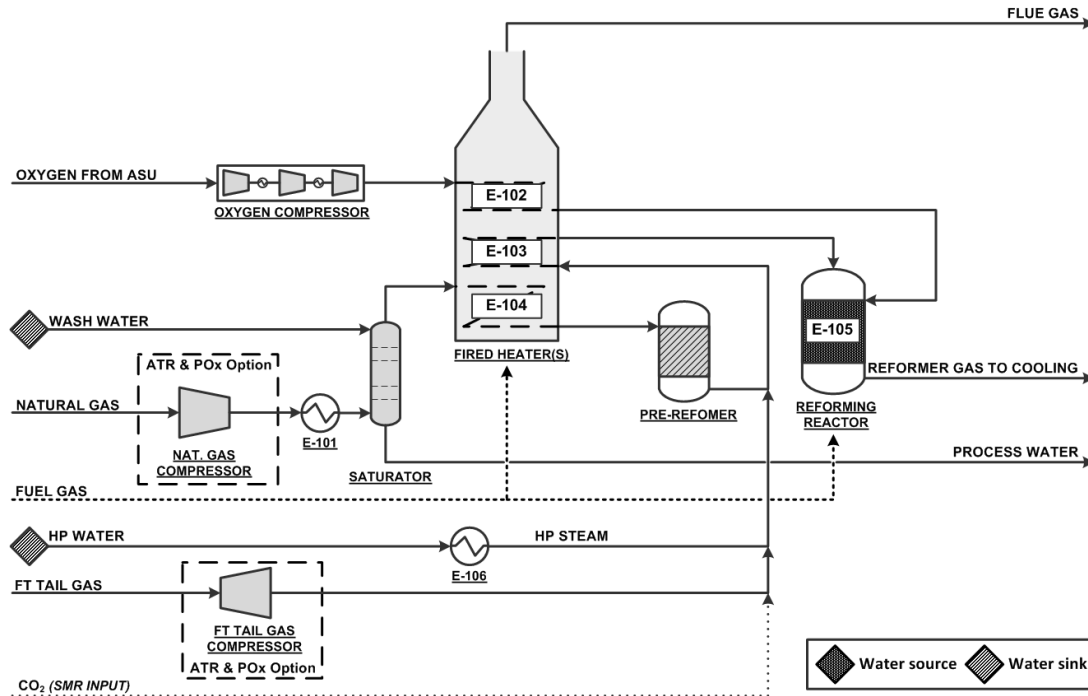 FLUE GAS
OXYGEN FROM ASU
OXYGEN COMPRESSOR
E-102
E-103
E-104
FIRED HEATER(S)
WASH WATER
ATR & POx Option
NATURAL GAS
NAT. GAS
COMPRESSOR
E-101
SATURATOR
PRE-REFOMER
E-105
REFORMING
REACTOR
REFORMER GAS TO COOLING
PROCESS WATER
FUEL GAS
HP WATER
E-106
HP STEAM
FT TAIL GAS
FT TAIL GAS
COMPRESSOR
ATR & POx Option
CO₂ (SMR INPUT)
Water source
Water sink